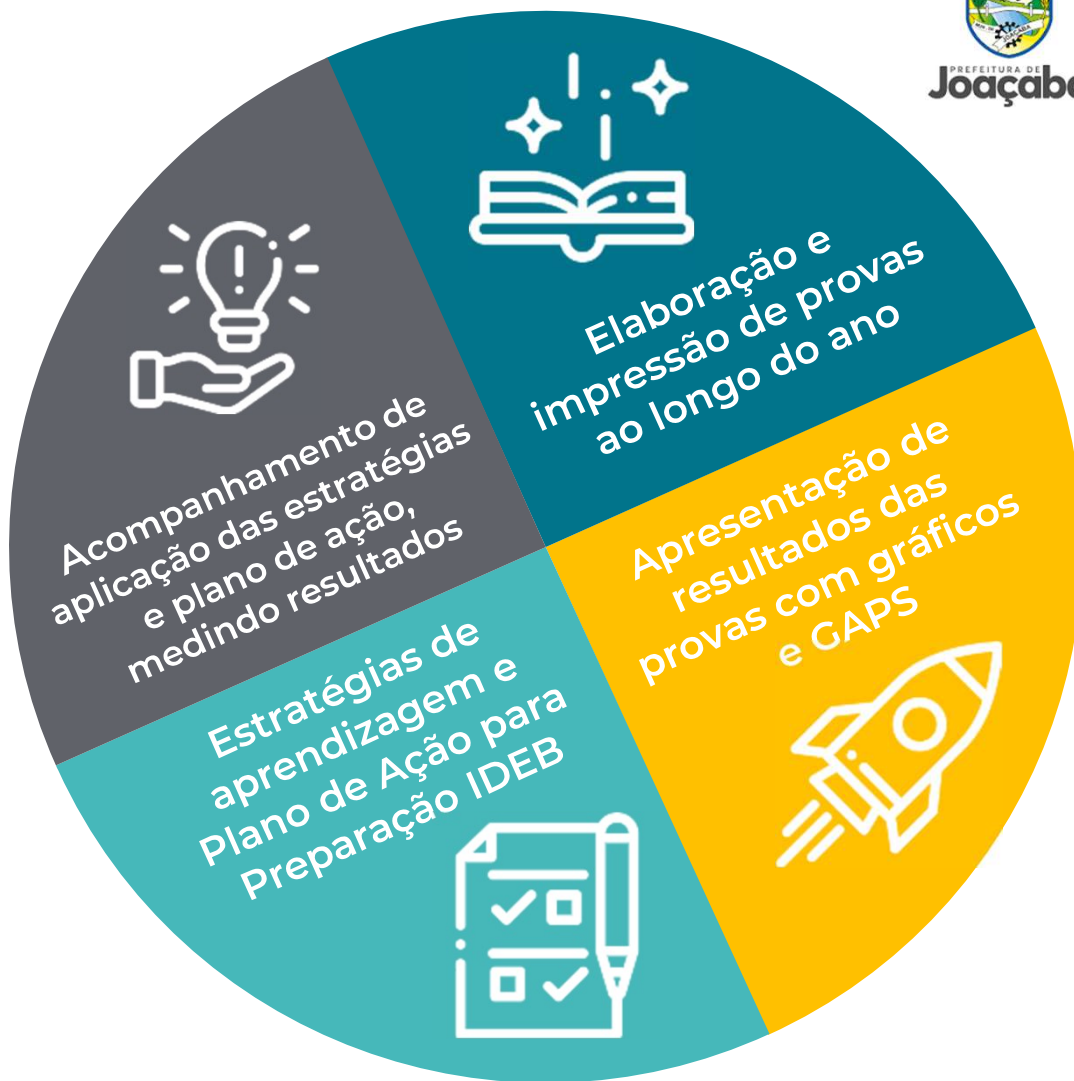 PREFEITURA DE
Joaçaba
Elaboração e
impressão de provas
ao longo do ano
Apresentação de
resultados das
provas com gráficos
e GAPS
Estratégias de
aprendizagem e
Plano de Ação para
Preparação IDEB
Acompanhamento de
aplicação das estratégias
e plano de ação,
medindo resultados